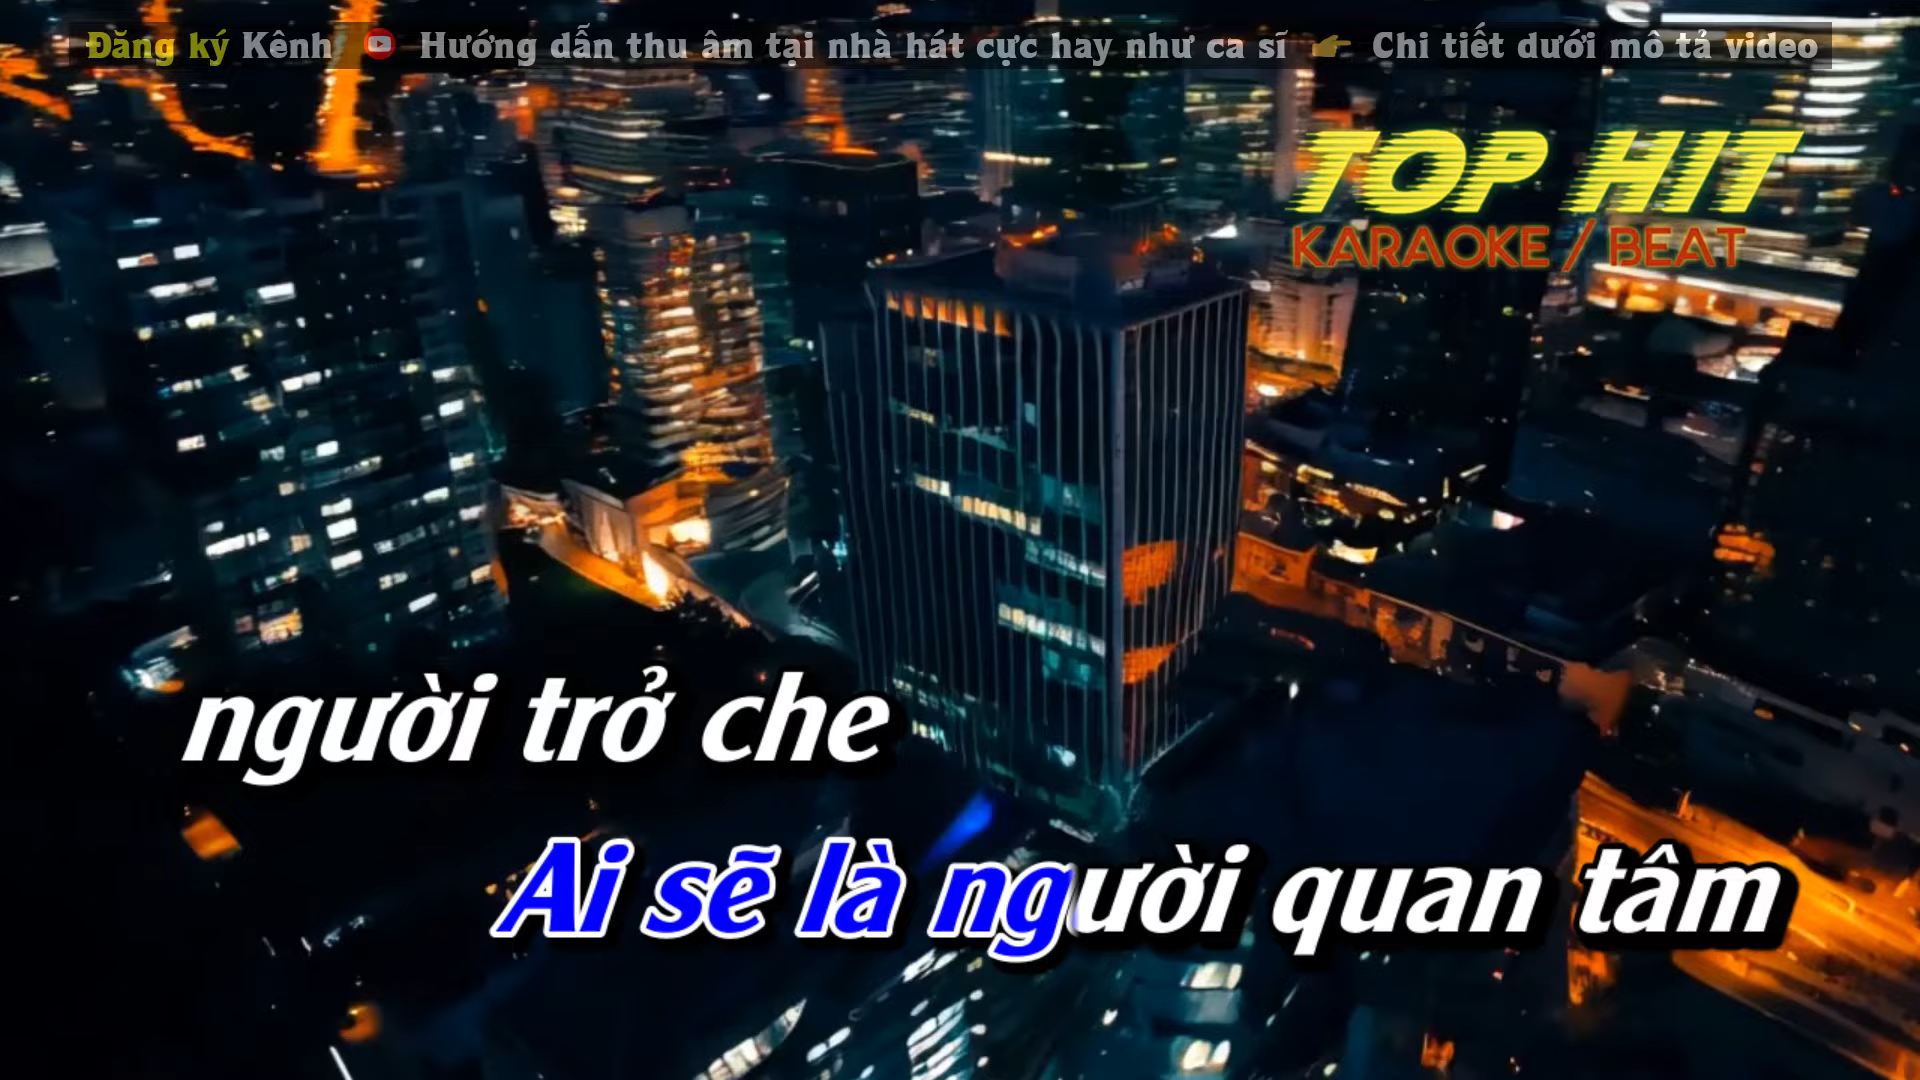 Đăng ký Kênh Hướng dẫn thu âm tại nhà hát cực hay như ca sĩ 👉 Chi tiết dưới mô tả video
TOP HIT
KARAOKE / BEAT
người trở che
Ai sẽ là người quan tâm